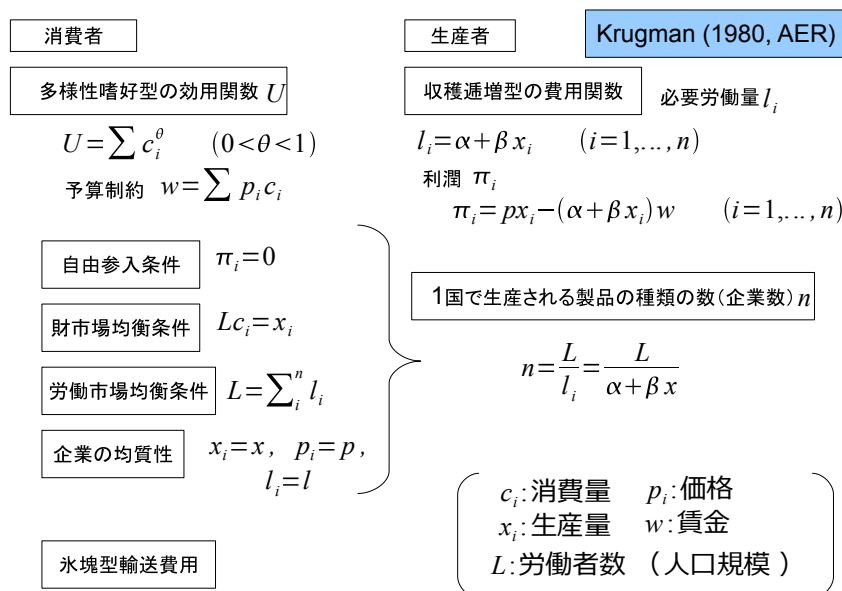 消費者
生産者
Krugman (1980, AER)
多様性嗜好型の効用関数 U
収穫逓増型の費用関数
必要労働量 l_i
U=∑ c_i^θ (0<θ<1)
l_i=α+β x_i (i=1,...,n)
予算制約 w=∑ p_i c_i
利潤 π_i
π_i=px_i−(α+β x_i)w (i=1,...,n)
自由参入条件 π_i=0
1国で生産される製品の種類の数(企業数) n
財市場均衡条件 Lc_i=x_i
n=L/l_i=L/(α+β x)
労働市場均衡条件 L=∑_i^n l_i
企業の均質性 x_i=x, p_i=p,
l_i=l
c_i:消費量 p_i:価格
x_i:生産量 w:賃金
L:労働者数 (人口規模)
氷塊型輸送費用